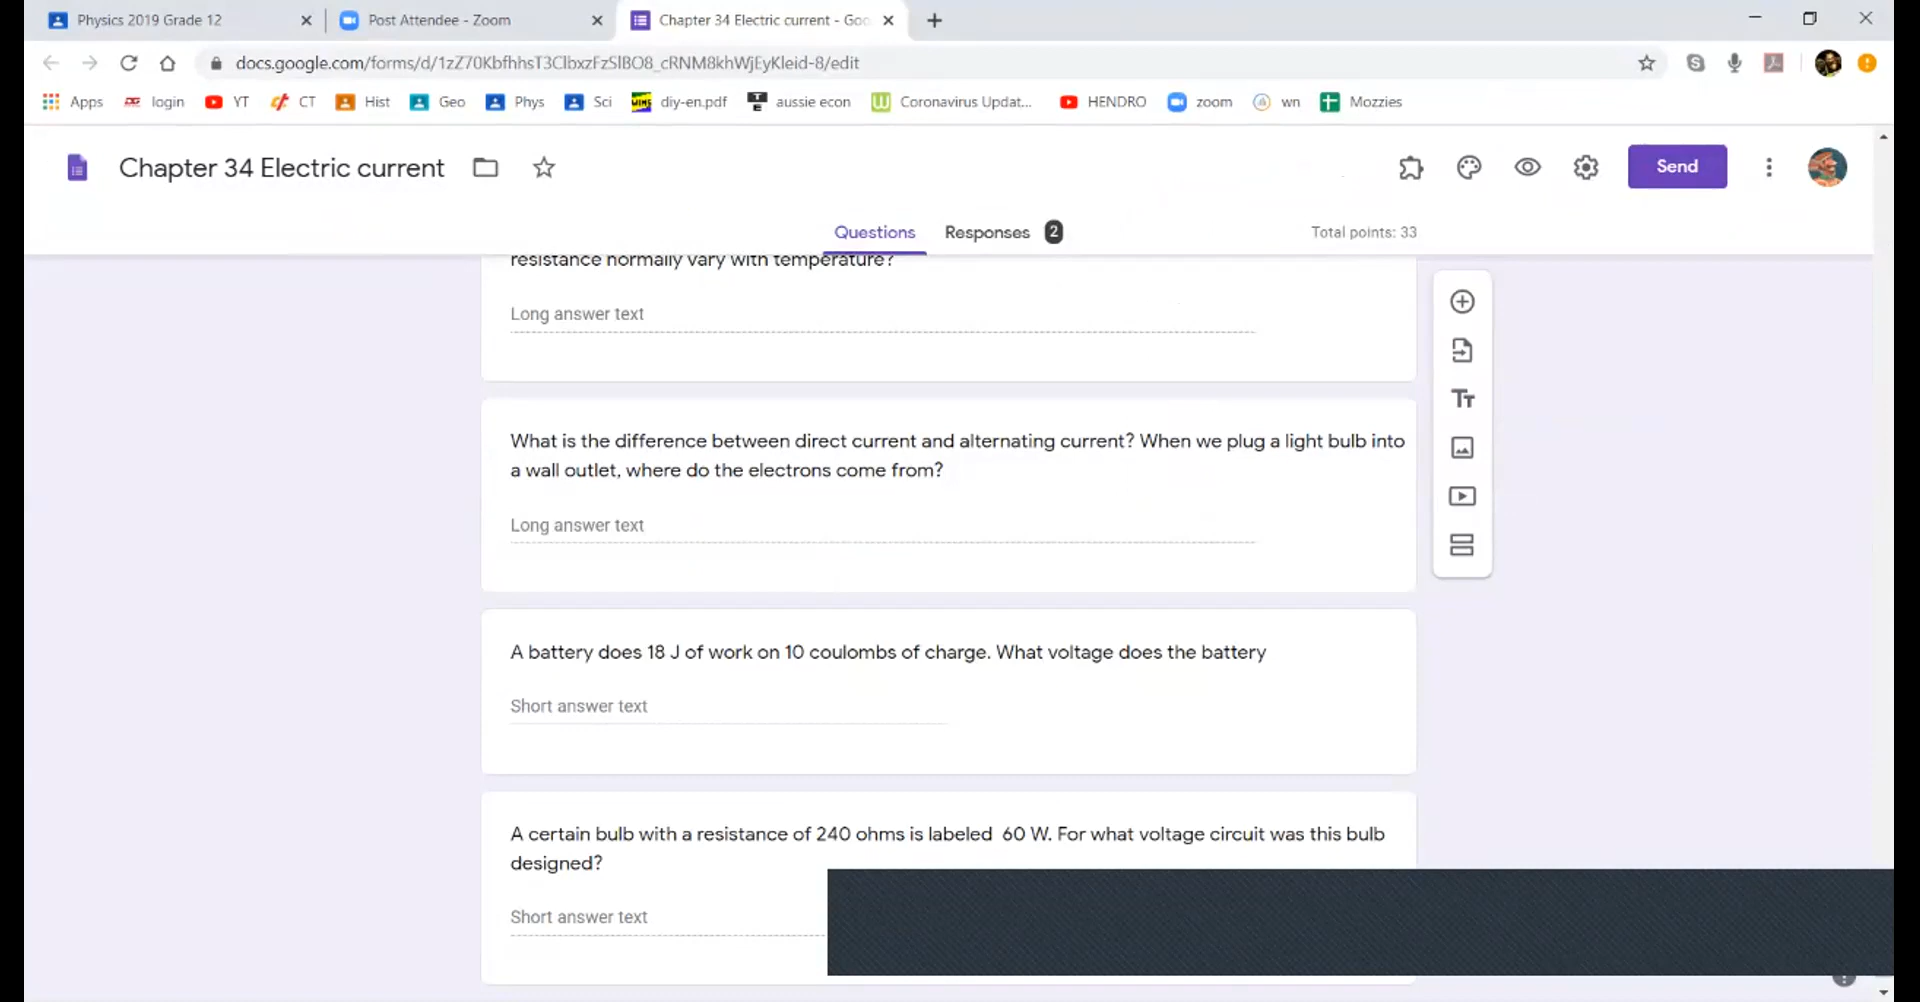 Physics 2019 Grade 12
Post Attendee - Zoom
Chapter 34 Electric current - Goo
docs.google.com/forms/d/1zZ70KbfhhsT3ClbxzFzSlBO8_cRNM8khWjEyKleid-8/edit
Apps login YT CT Hist Geo Phys Sci diy-en.pdf aussie econ Coronavirus Updat... HENDRO zoom wn Mozzies
Chapter 34 Electric current
Send
Questions Responses 2 Total points: 33
resistance normally vary with temperature?
Long answer text
What is the difference between direct current and alternating current? When we plug a light bulb into
a wall outlet, where do the electrons come from?
Long answer text
A battery does 18 J of work on 10 coulombs of charge. What voltage does the battery
Short answer text
A certain bulb with a resistance of 240 ohms is labeled 60 W. For what voltage circuit was this bulb
designed?
Short answer text